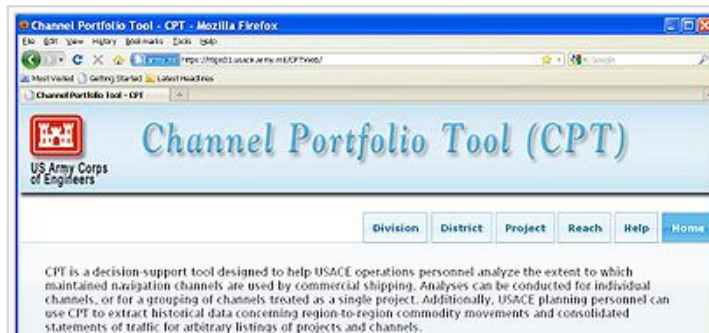 Channel Portfolio Tool - CPT - Mozilla Firefox
File Edit View History Bookmarks Tools Help
army.mil
Google
Most Visited Getting Started Latest Headlines
Channel Portfolio Tool - CPT
US Army Corps
of Engineers
Channel Portfolio Tool (CPT)
Division District Project Reach Help Home
CPT is a decision-support tool designed to help USACE operations personnel analyze the extent to which
maintained navigation channels are used by commercial shipping. Analyses can be conducted for individual
channels, or for a grouping of channels treated as a single project. Additionally, USACE planning personnel can
use CPT to extract historical data concerning region-to-region commodity movements and consolidated
statements of traffic for arbitrary listings of projects and channels.